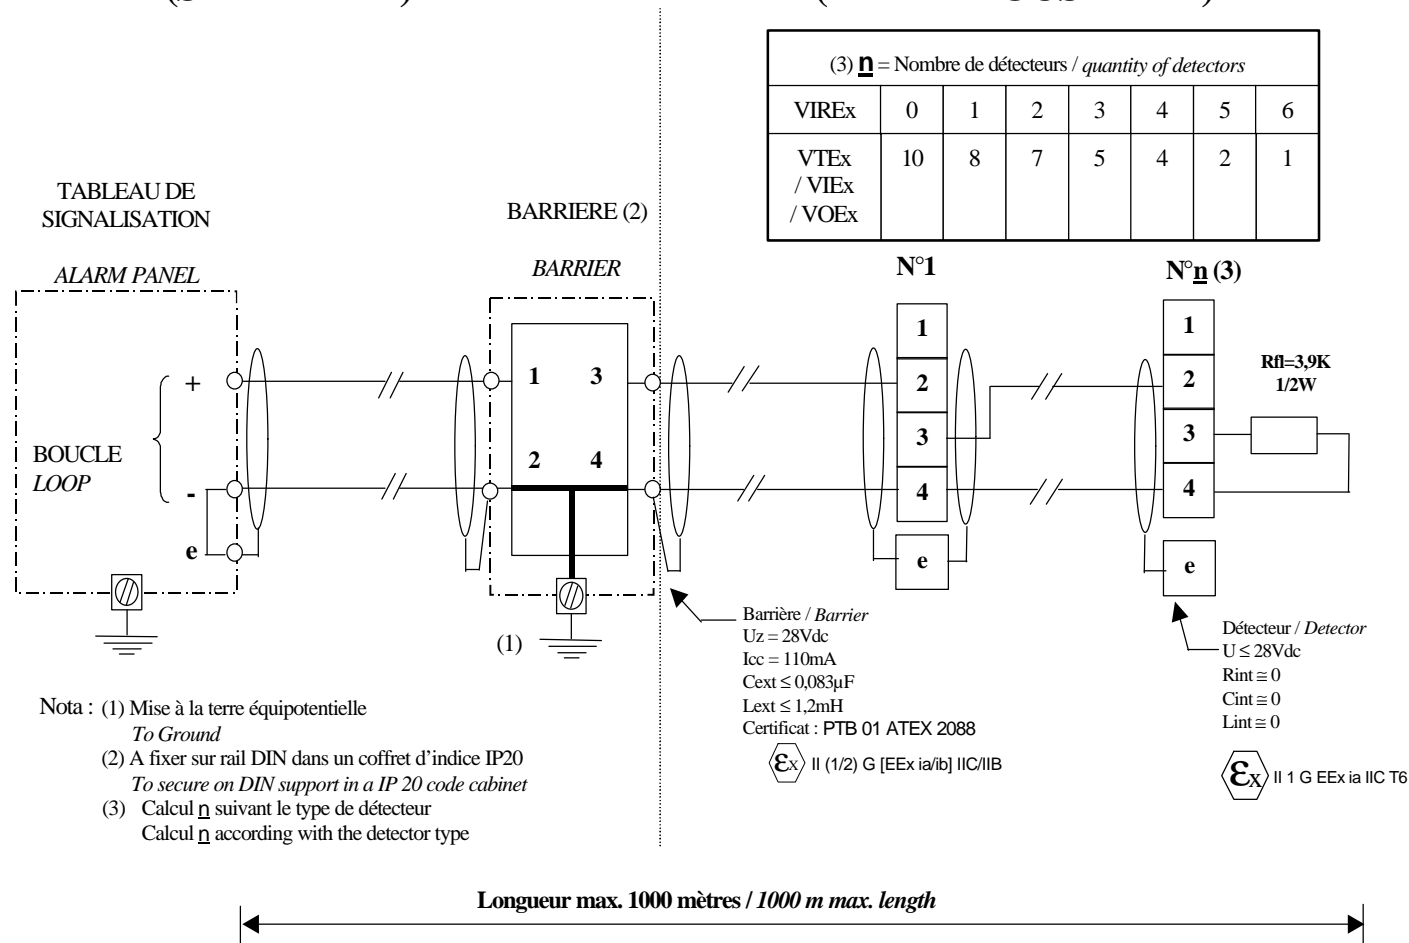 (3) n = Nombre de détecteurs / quantity of detectors
VIREx 0 1 2 3 4 5 6
VTEx 10 8 7 5 4 2 1
/ VIEx
/ VOEx
TABLEAU DE
SIGNALISATION
ALARM PANEL
BARRIERE (2)
BARRIER
N°1
N°n (3)
+
BOUCLE
LOOP
-
e
1 3
2 4
1
2
3
4
e
1
2
3
4
e
Rfl=3,9K
1/2W
(1)
Barrière / Barrier
Uz = 28Vdc
Icc = 110mA
Cext ≤ 0,083µF
Lext ≤ 1,2mH
Certificat : PTB 01 ATEX 2088
εx II (1/2) G [EEx ia/ib] IIC/IIB
Détecteur / Detector
U ≤ 28Vdc
Rint ≅ 0
Cint ≅ 0
Lint ≅ 0
εx II 1 G EEx ia IIC T6
Nota : (1) Mise à la terre équipotentielle
To Ground
(2) A fixer sur rail DIN dans un coffret d'indice IP20
To secure on DIN support in a IP 20 code cabinet
(3) Calcul n suivant le type de détecteur
Calcul n according with the detector type
Longueur max. 1000 mètres / 1000 m max. length